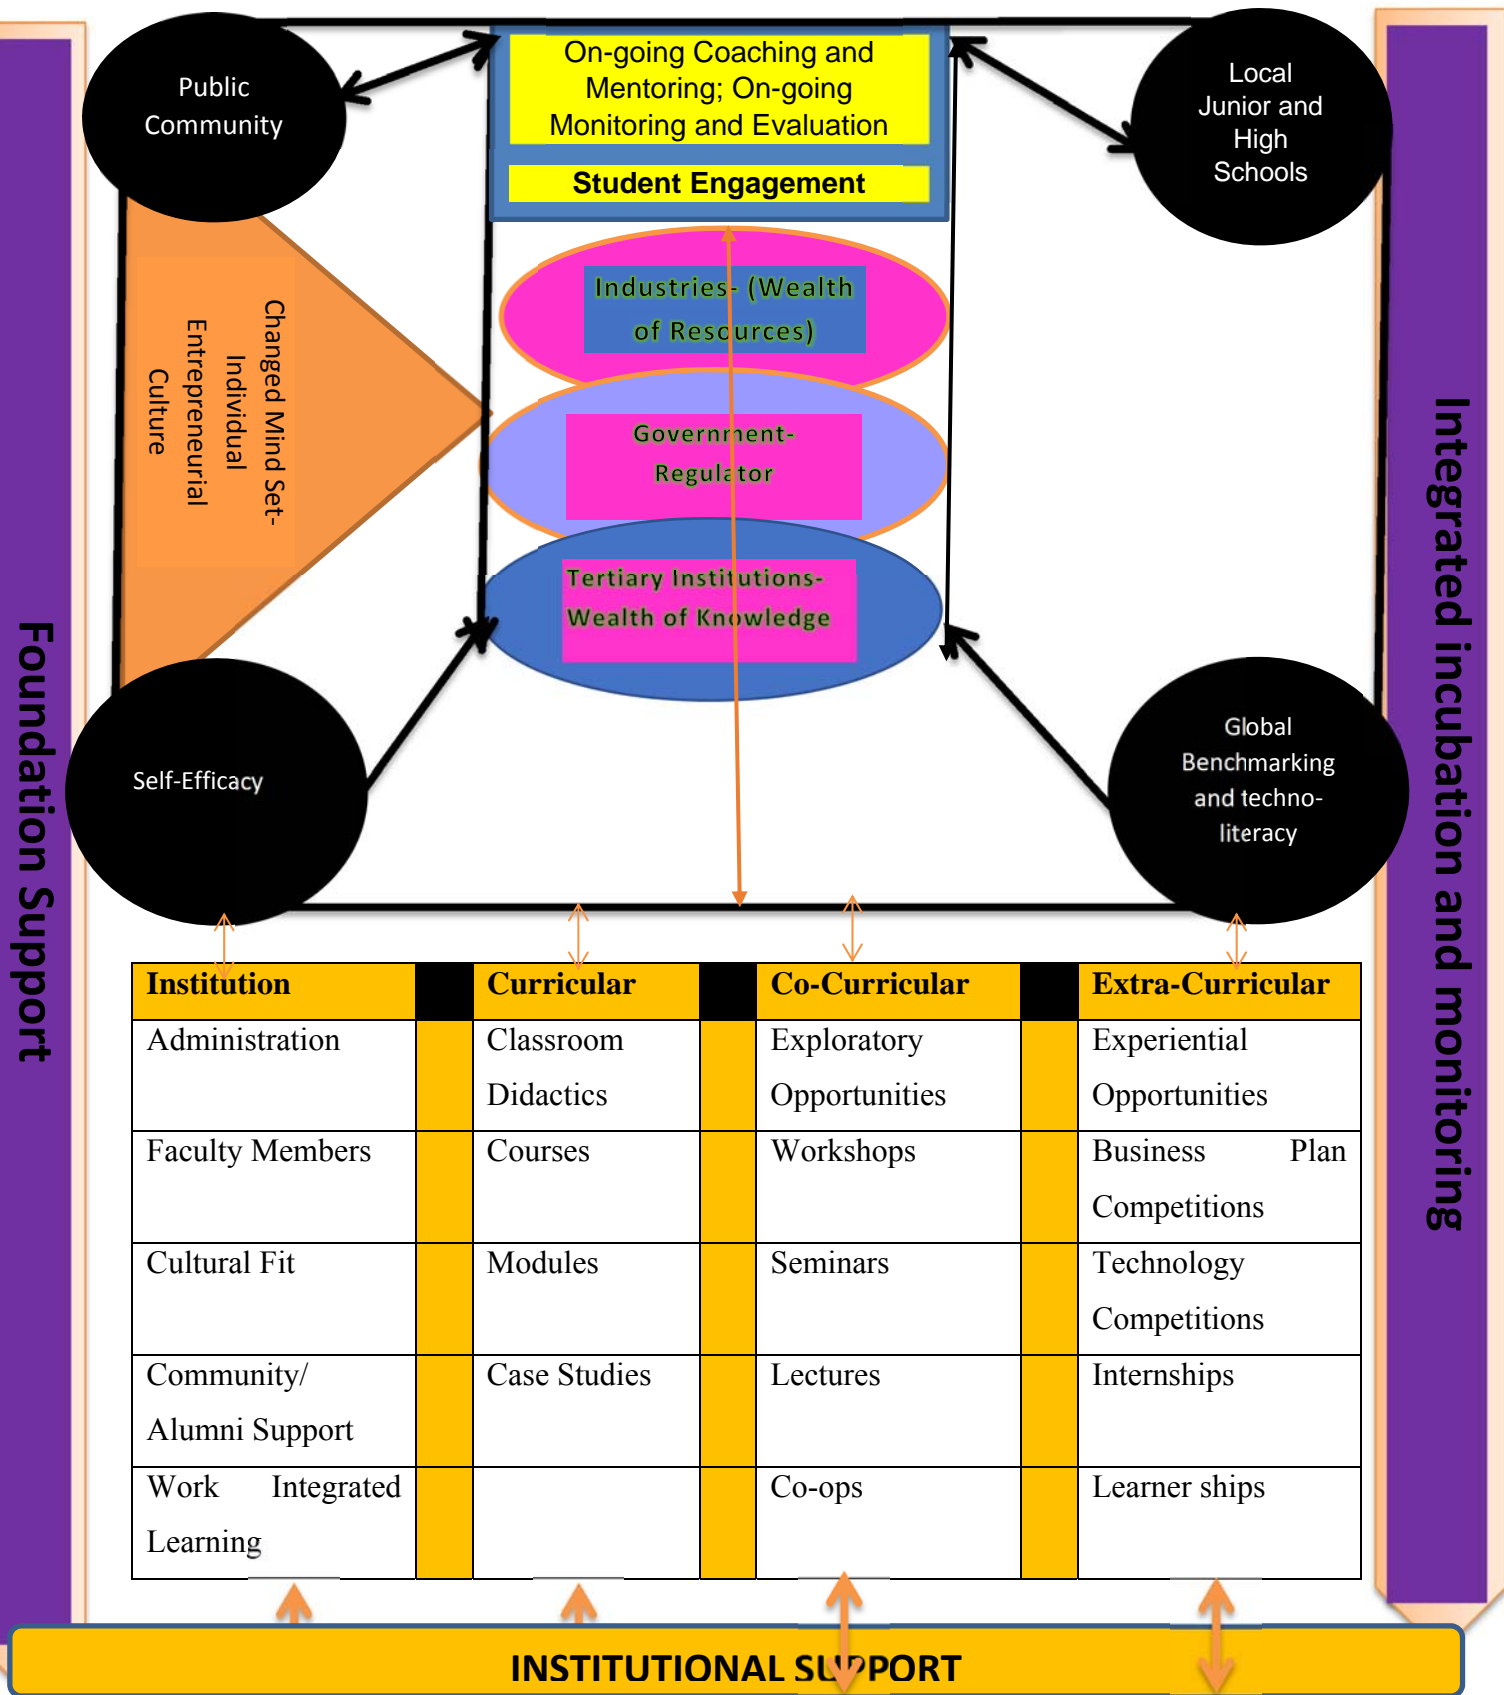 On-going Coaching and
Mentoring; On-going
Monitoring and Evaluation
Student Engagement
Public
Community
Local
Junior and
High
Schools
Industries- (Wealth
of Resources)
Government-
Regulator
Tertiary Institutions-
Wealth of Knowledge
Changed Mind Set-
Individual
Entrepreneurial
Culture
Self-Efficacy
Global
Benchmarking
and techno-
literacy
Foundation Support
Integrated incubation and monitoring
Institution
Curricular
Co-Curricular
Extra-Curricular
Administration
Classroom
Didactics
Exploratory
Opportunities
Experiential
Opportunities
Faculty Members
Courses
Workshops
Business Plan
Competitions
Cultural Fit
Modules
Seminars
Technology
Competitions
Community/
Alumni Support
Case Studies
Lectures
Internships
Work Integrated
Learning
Co-ops
Learner ships
INSTITUTIONAL SUPPORT